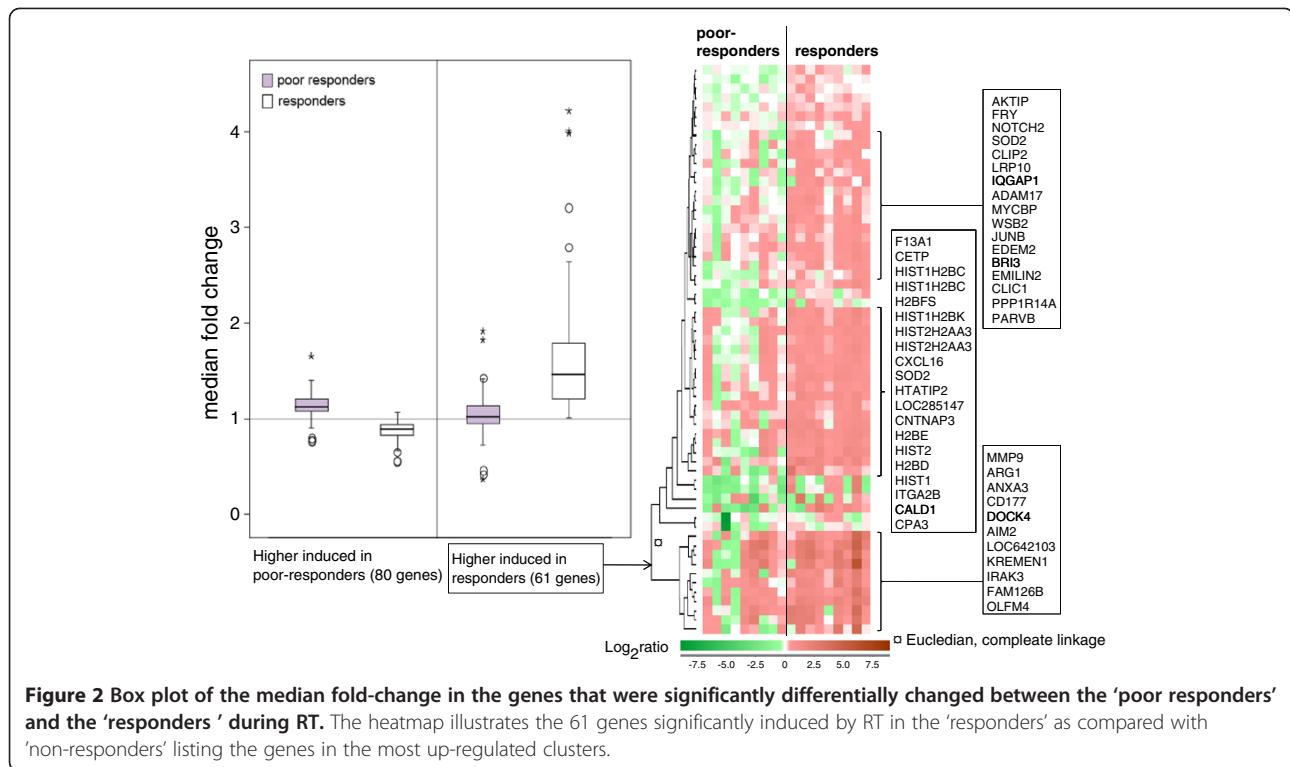 poor-
responders
responders
poor responders
responders
median fold change
4
3
2
1
0
Higher induced in
poor-responders (80 genes)
Higher induced in
responders (61 genes)
¤
AKTIP
FRY
NOTCH2
SOD2
CLIP2
LRP10
IQGAP1
ADAM17
MYCBP
WSB2
JUNB
EDEM2
BRI3
EMILIN2
CLIC1
PPP1R14A
PARVB
F13A1
CETP
HIST1H2BC
HIST1H2BC
H2BFS
HIST1H2BK
HIST2H2AA3
HIST2H2AA3
CXCL16
SOD2
HTATIP2
LOC285147
CNTNAP3
H2BE
HIST2
H2BD
HIST1
ITGA2B
CALD1
CPA3
MMP9
ARG1
ANXA3
CD177
DOCK4
AIM2
LOC642103
KREMEN1
IRAK3
FAM126B
OLFM4
Log2ratio
-7.5 -5.0 -2.5 0 2.5 5.0 7.5
¤ Eucledian, compleate linkage
Figure 2 Box plot of the median fold-change in the genes that were significantly differentially changed between the ‘poor responders’
and the ‘responders ’ during RT. The heatmap illustrates the 61 genes significantly induced by RT in the ‘responders’ as compared with
’non-responders’ listing the genes in the most up-regulated clusters.